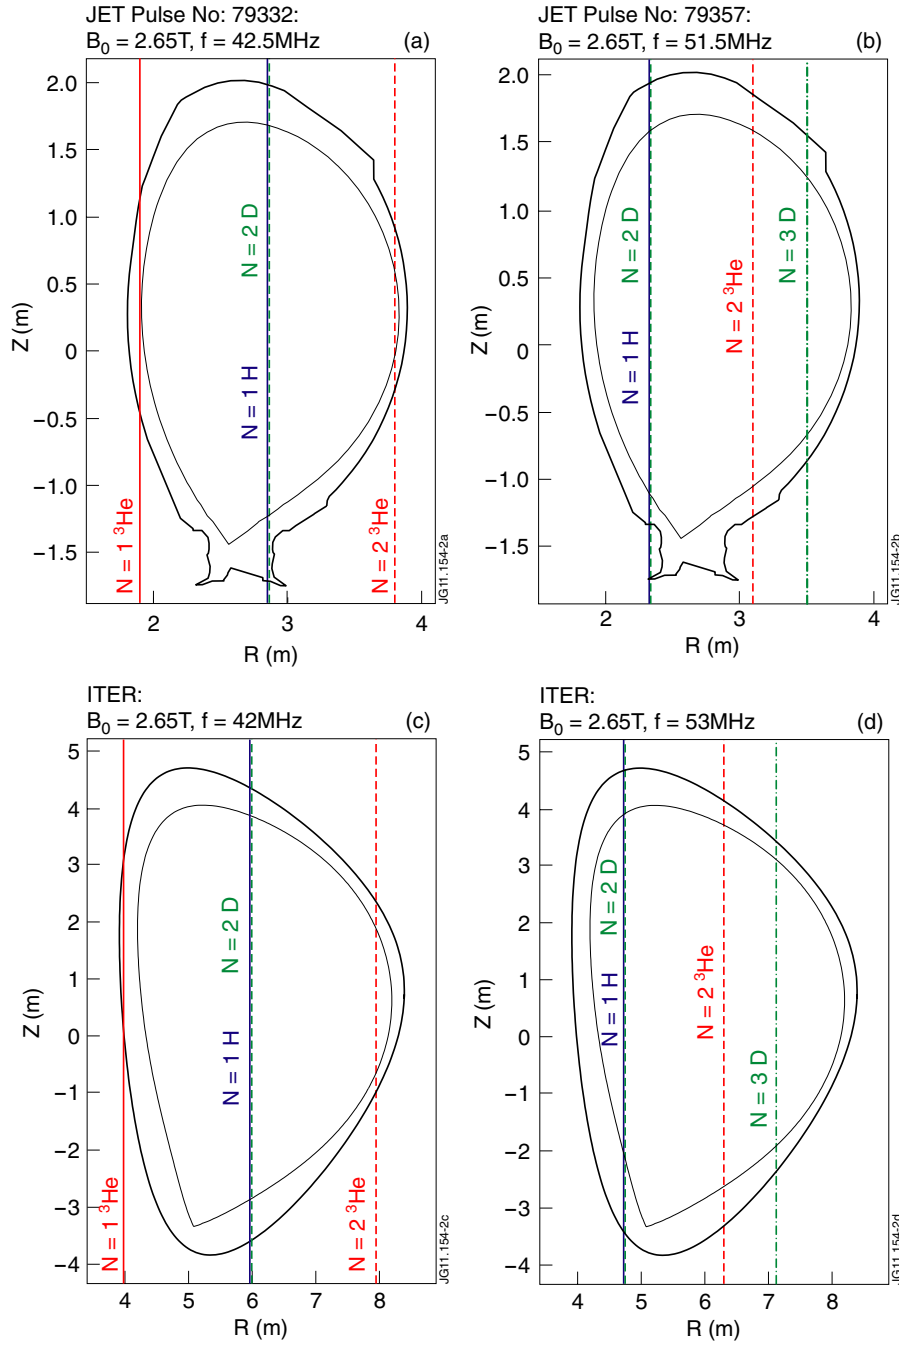 JET Pulse No: 79332:
B₀ = 2.65T, f = 42.5MHz
(a)
2.0
1.5
1.0
0.5
0
−0.5
−1.0
−1.5
Z (m)
N = 2 D
N = 1 H
N = 1 ³He
N = 2 ³He
2
3
4
R (m)
JG11.154-2a
JET Pulse No: 79357:
B₀ = 2.65T, f = 51.5MHz
(b)
2.0
1.5
1.0
0.5
0
−0.5
−1.0
−1.5
Z (m)
N = 2 D
N = 1 H
N = 2 ³He
N = 3 D
2
3
4
R (m)
JG11.154-2b
ITER:
B₀ = 2.65T, f = 42MHz
(c)
5
4
3
2
1
0
−1
−2
−3
−4
Z (m)
N = 2 D
N = 1 H
N = 1 ³He
N = 2 ³He
4
5
6
7
8
R (m)
JG11.154-2c
ITER:
B₀ = 2.65T, f = 53MHz
(d)
5
4
3
2
1
0
−1
−2
−3
−4
Z (m)
N = 2 D
N = 1 H
N = 2 ³He
N = 3 D
4
5
6
7
8
R (m)
JG11.154-2d